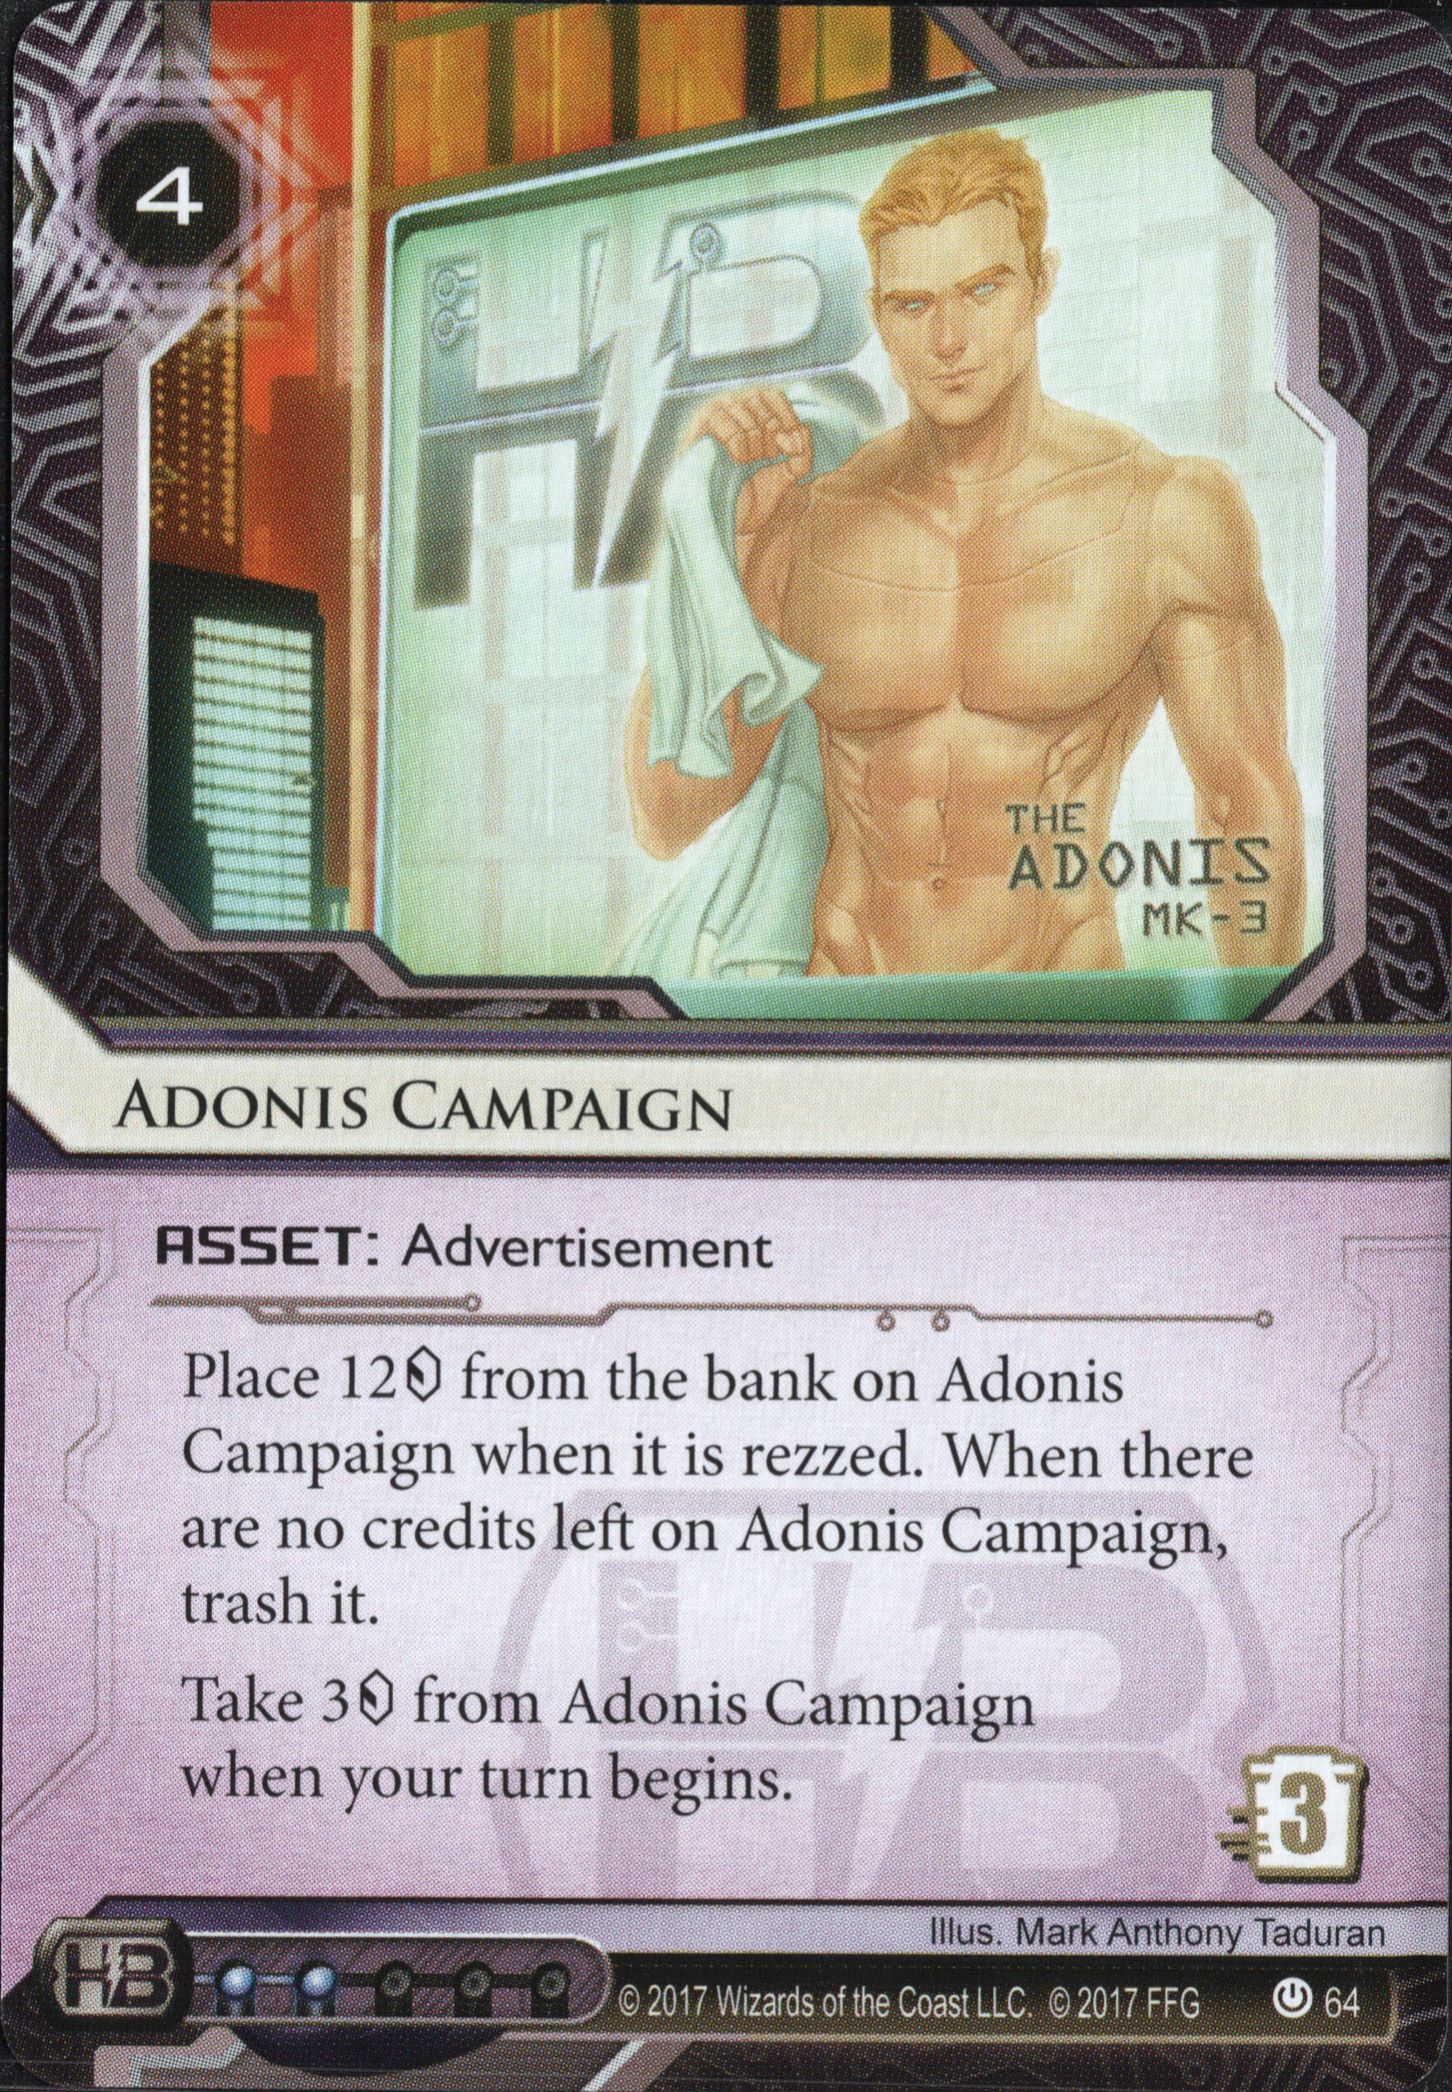 4
HB
THE
ADONIS
MK-3
ADONIS CAMPAIGN
ASSET: Advertisement
Place 12 from the bank on Adonis
Campaign when it is rezzed. When there
are no credits left on Adonis Campaign,
trash it.
Take 3 from Adonis Campaign
when your turn begins.
3
Illus. Mark Anthony Taduran
HB
© 2017 Wizards of the Coast LLC. © 2017 FFG
64